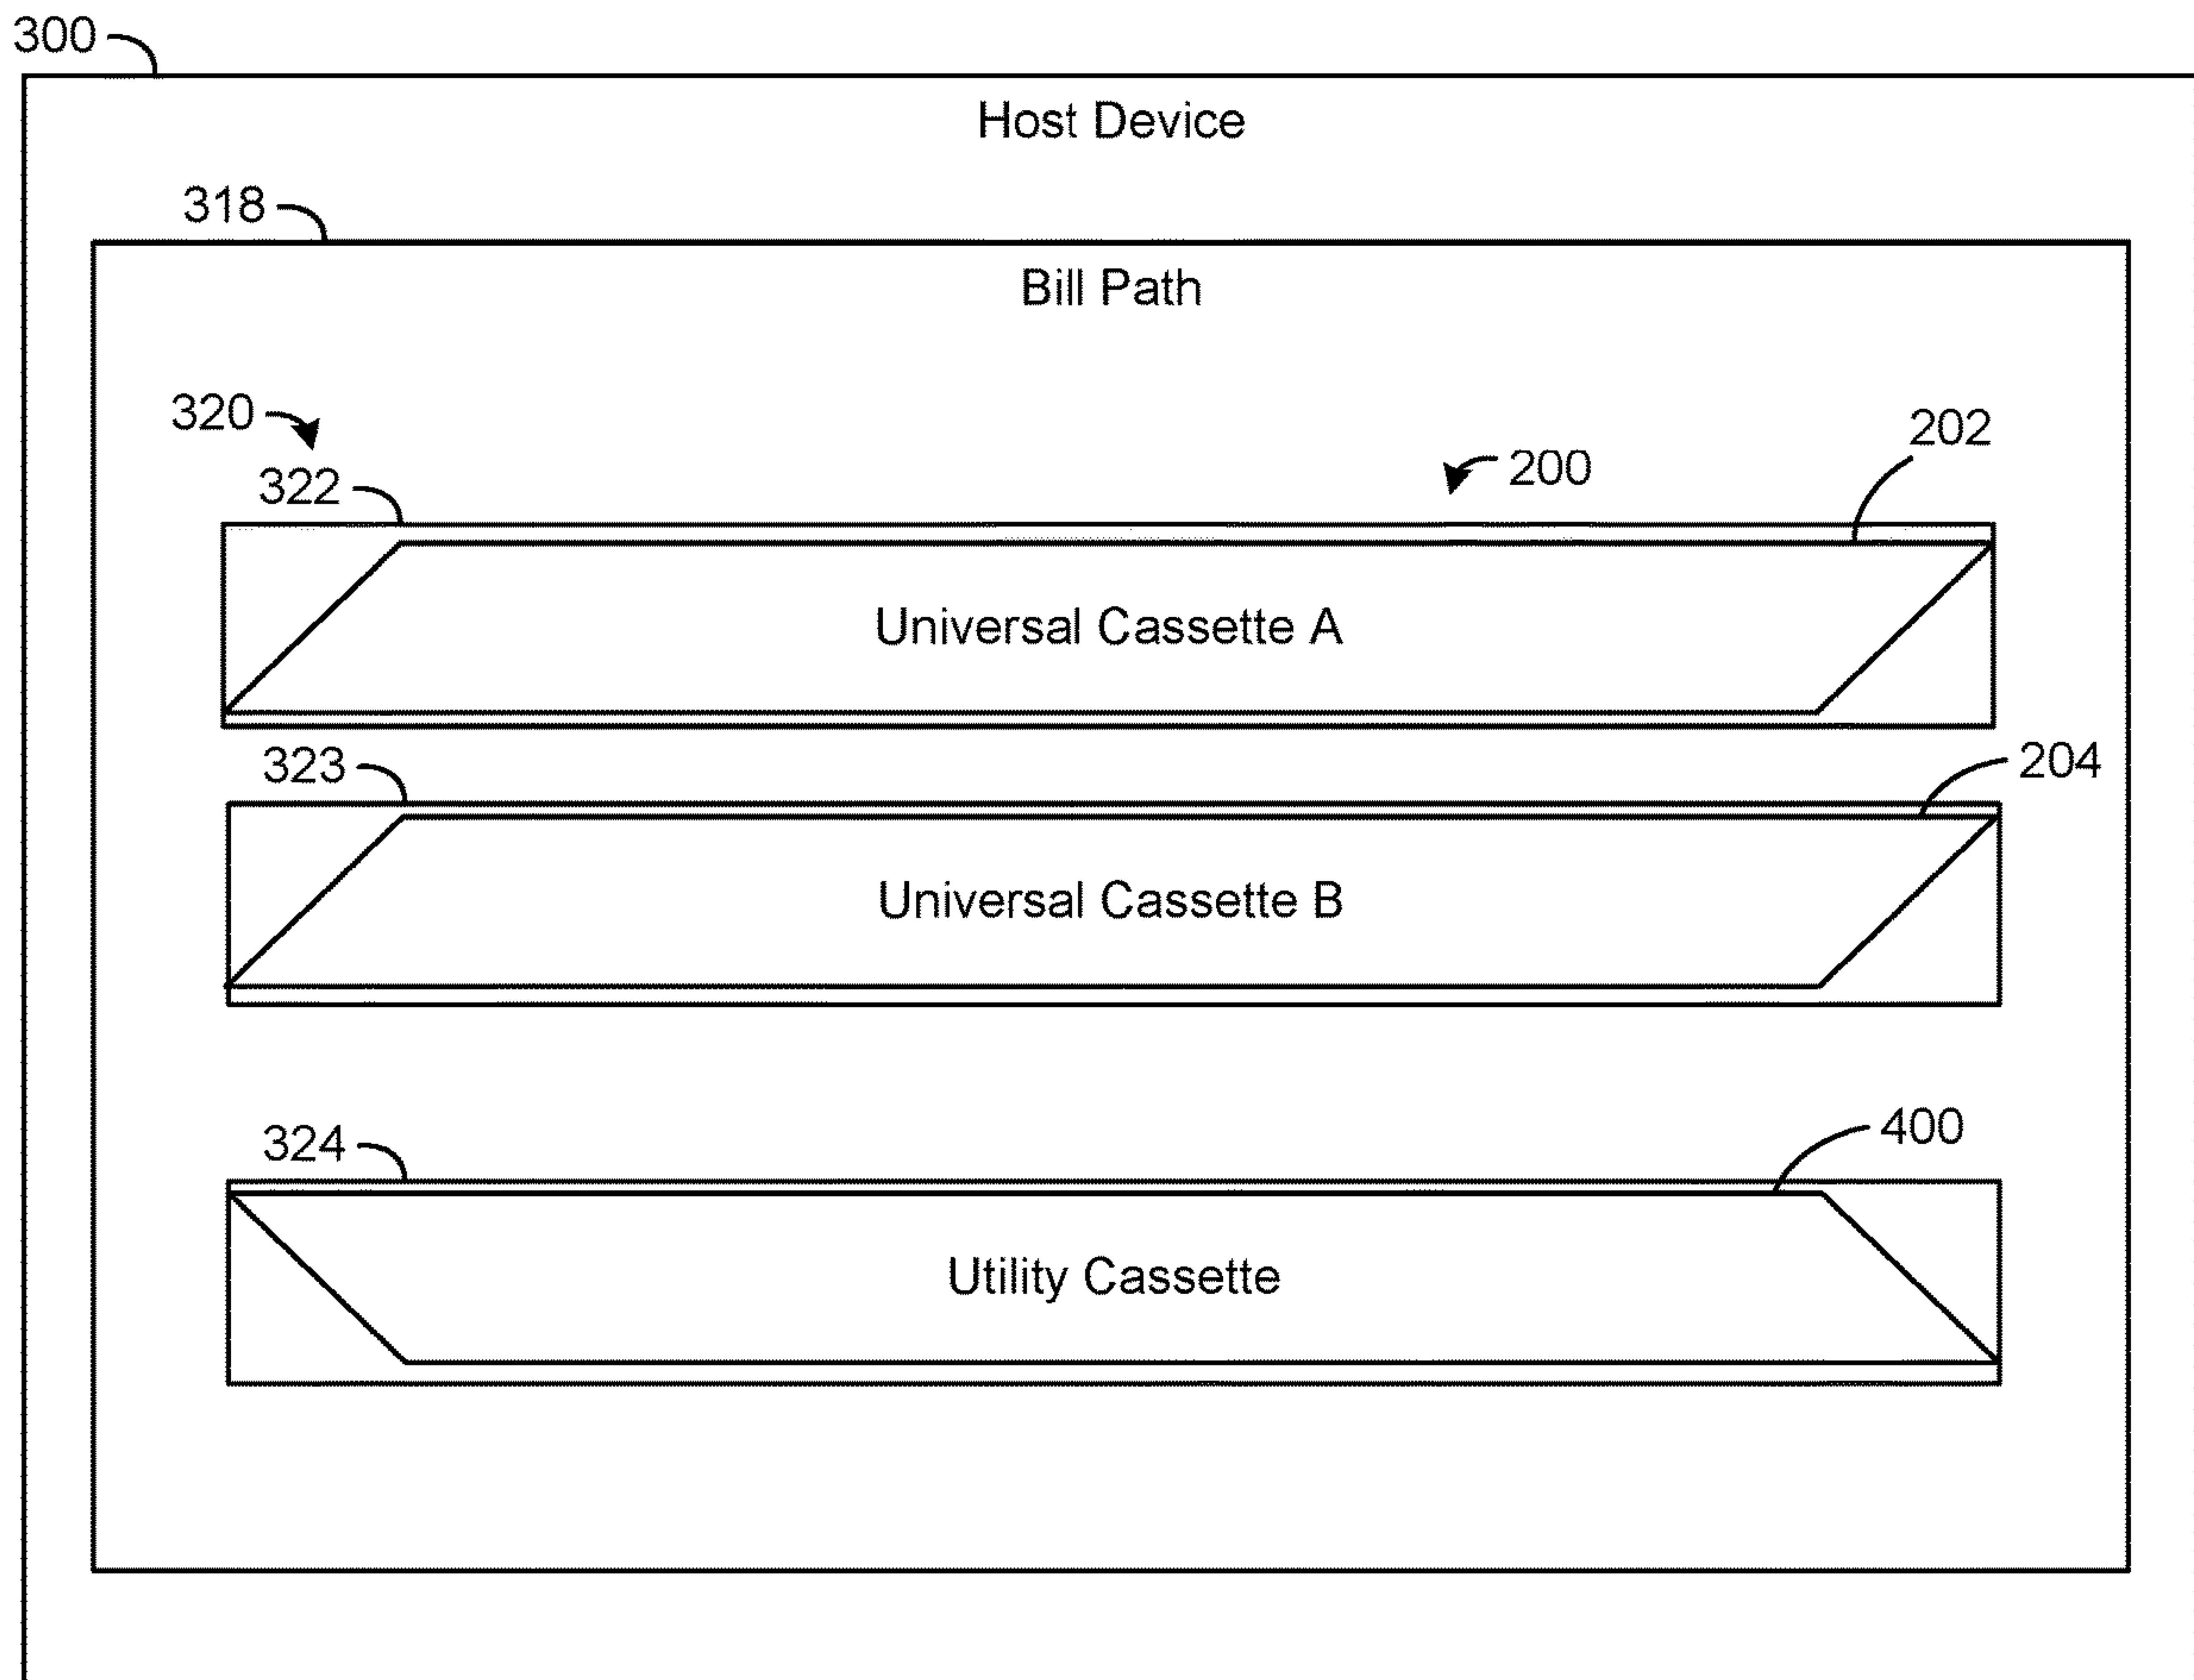 300
Host Device
318
Bill Path
320
202
200
322
Universal Cassette A
323
204
Universal Cassette B
324
400
Utility Cassette